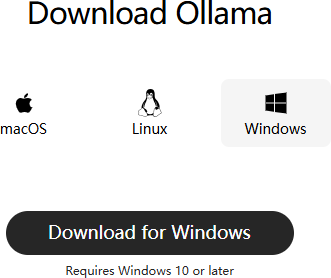 Download Ollama
macOS
Linux
Windows
Download for Windows
Requires Windows 10 or later